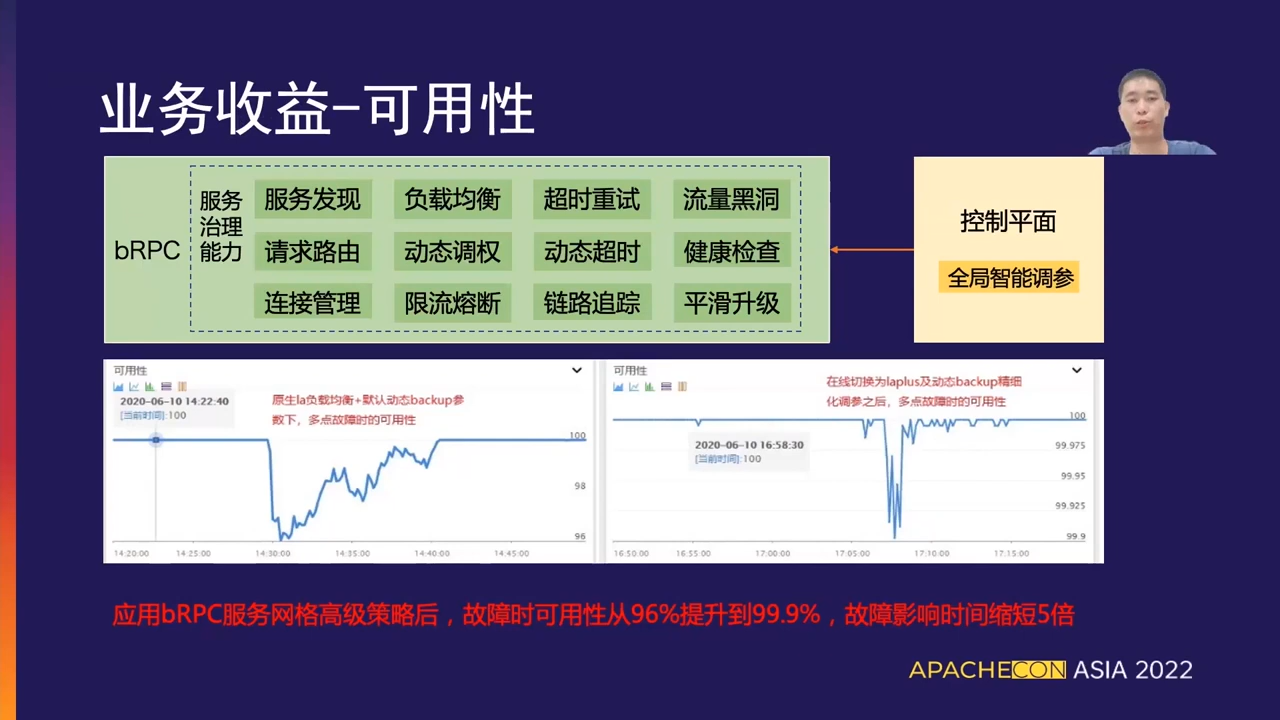 业务收益-可用性
bRPC
服务
治理
能力
服务发现 负载均衡 超时重试 流量黑洞
请求路由 动态调权 动态超时 健康检查
连接管理 限流熔断 链路追踪 平滑升级
控制平面
全局智能调参
可用性
2020-06-10 14:22:40
[当前时间]:100
原生la负载均衡+默认动态backup参
数下，多点故障时的可用性
100
98
96
14:20:00 14:25:00 14:30:00 14:35:00 14:40:00 14:45:00
可用性
在线切换为laplus及动态backup精细
化调参之后，多点故障时的可用性
2020-06-10 16:58:30
[当前时间]:100
100
99.975
99.95
99.925
99.9
16:50:00 16:55:00 17:00:00 17:05:00 17:10:00 17:15:00
应用bRPC服务网格高级策略后，故障时可用性从96%提升到99.9%，故障影响时间缩短5倍
APACHECON ASIA 2022